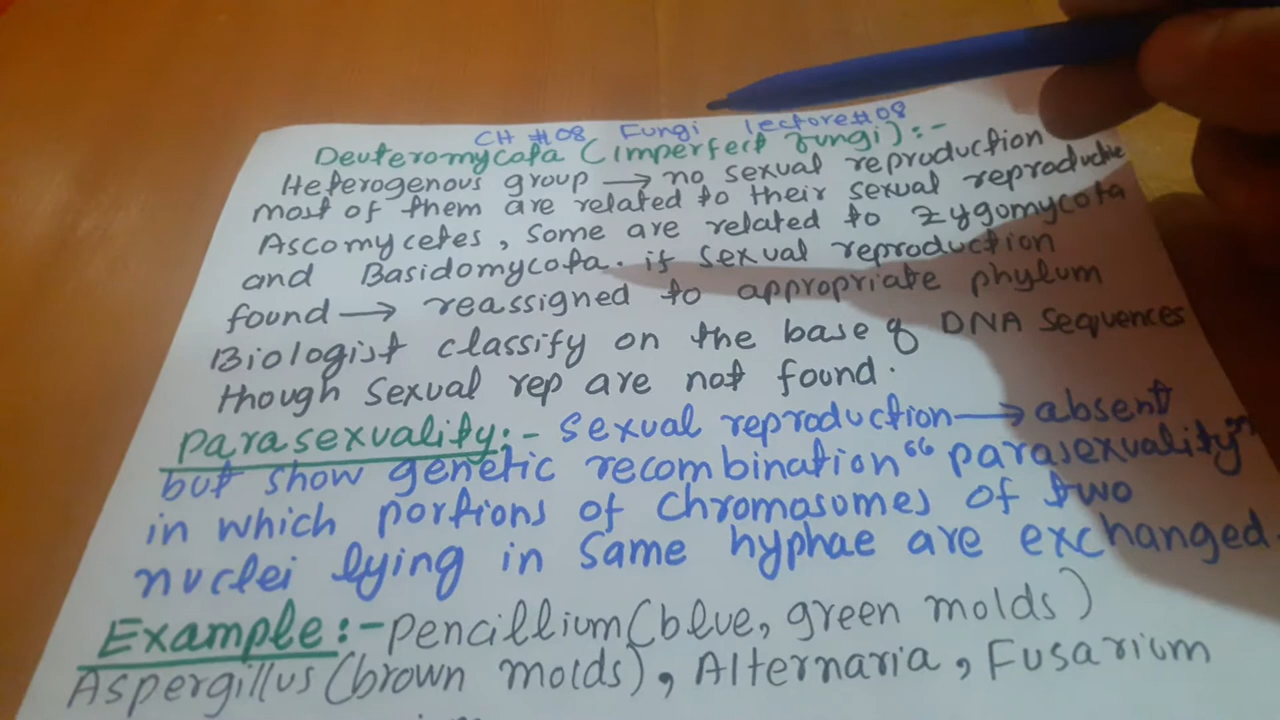 CH #08 Fungi lectore#08
Deuteromycota (imperfect fungi):-
Heterogenous group → no sexual reproduction
most of them are related to their sexual reproductive
Ascomycetes, some are related to Zygomycota
and Basidomycota. if sexual reproduction
found → reassigned to appropriate phylum
Biologist classify on the base of DNA Sequences
though sexual rep are not found.
Parasexuality:- Sexual reproduction → absent
but show genetic recombination "parasexuality"
in which portions of chromosomes of two
nuclei lying in same hyphae are exchanged.
Example:- Pencillium (blue, green molds)
Aspergillus (brown molds), Alternaria, Fusarium